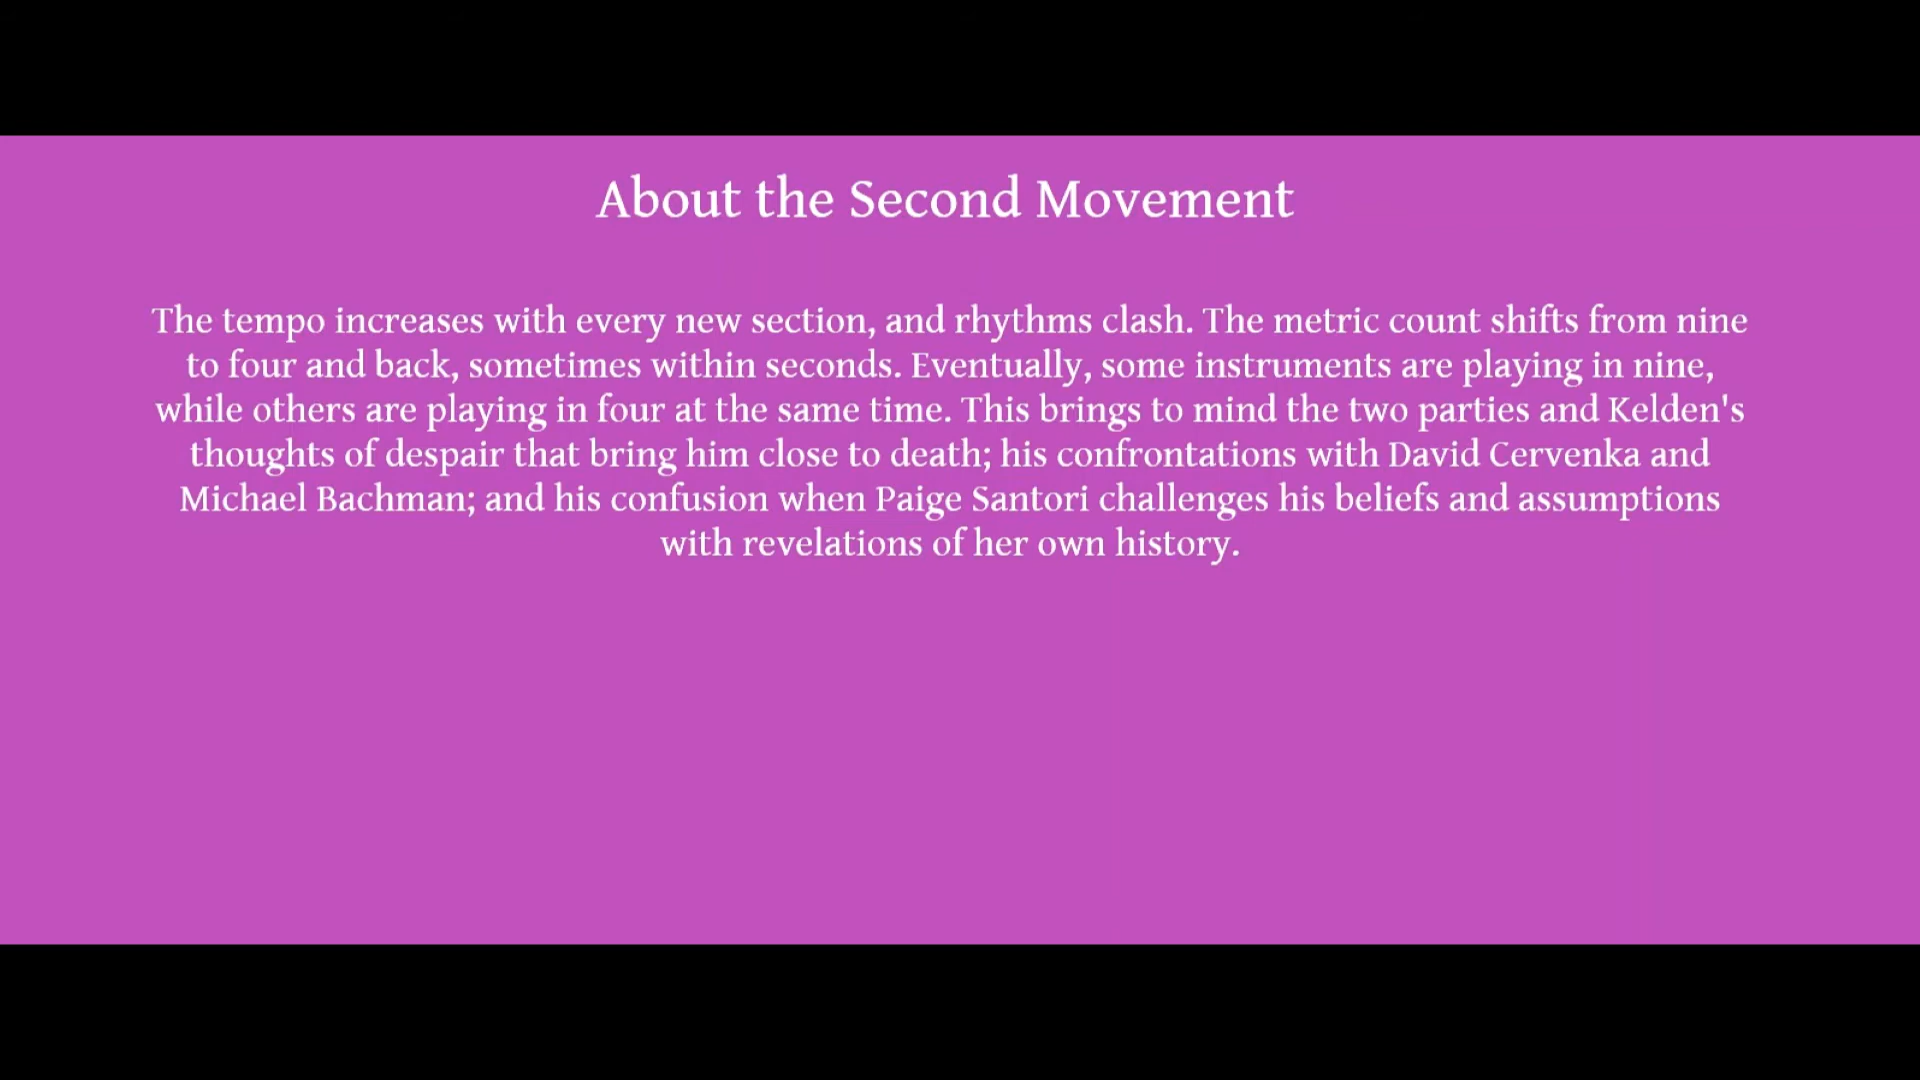 About the Second Movement
The tempo increases with every new section, and rhythms clash. The metric count shifts from nine
to four and back, sometimes within seconds. Eventually, some instruments are playing in nine,
while others are playing in four at the same time. This brings to mind the two parties and Kelden's
thoughts of despair that bring him close to death; his confrontations with David Cervenka and
Michael Bachman; and his confusion when Paige Santori challenges his beliefs and assumptions
with revelations of her own history.